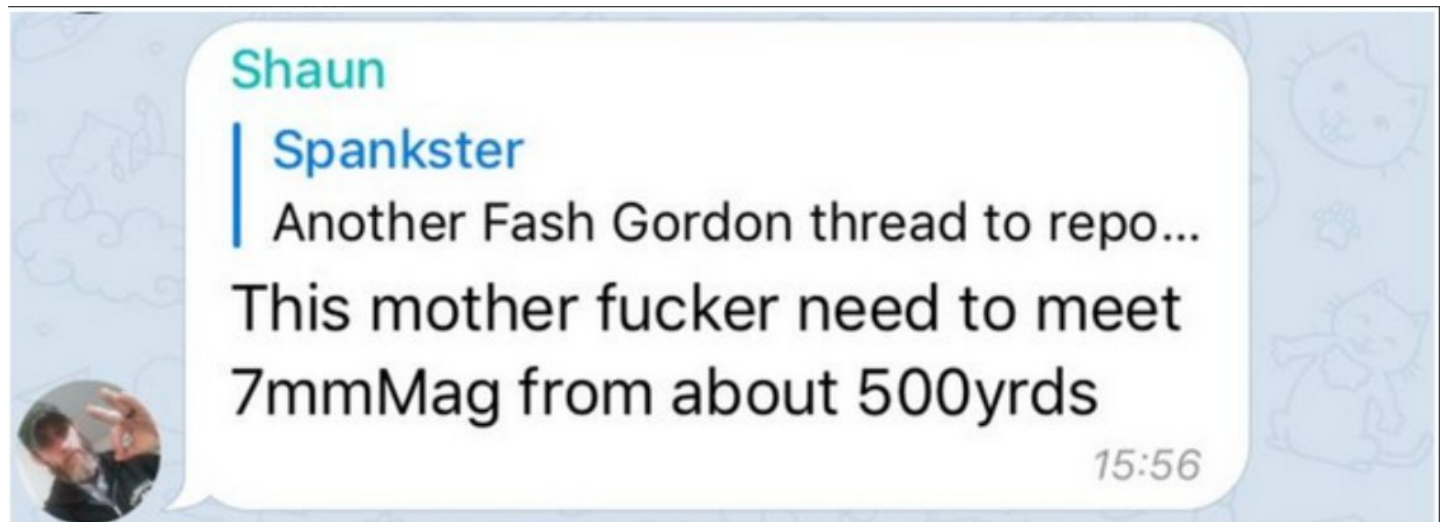 Shaun
Spankster
Another Fash Gordon thread to repo...
This mother fucker need to meet
7mmMag from about 500yrds
15:56